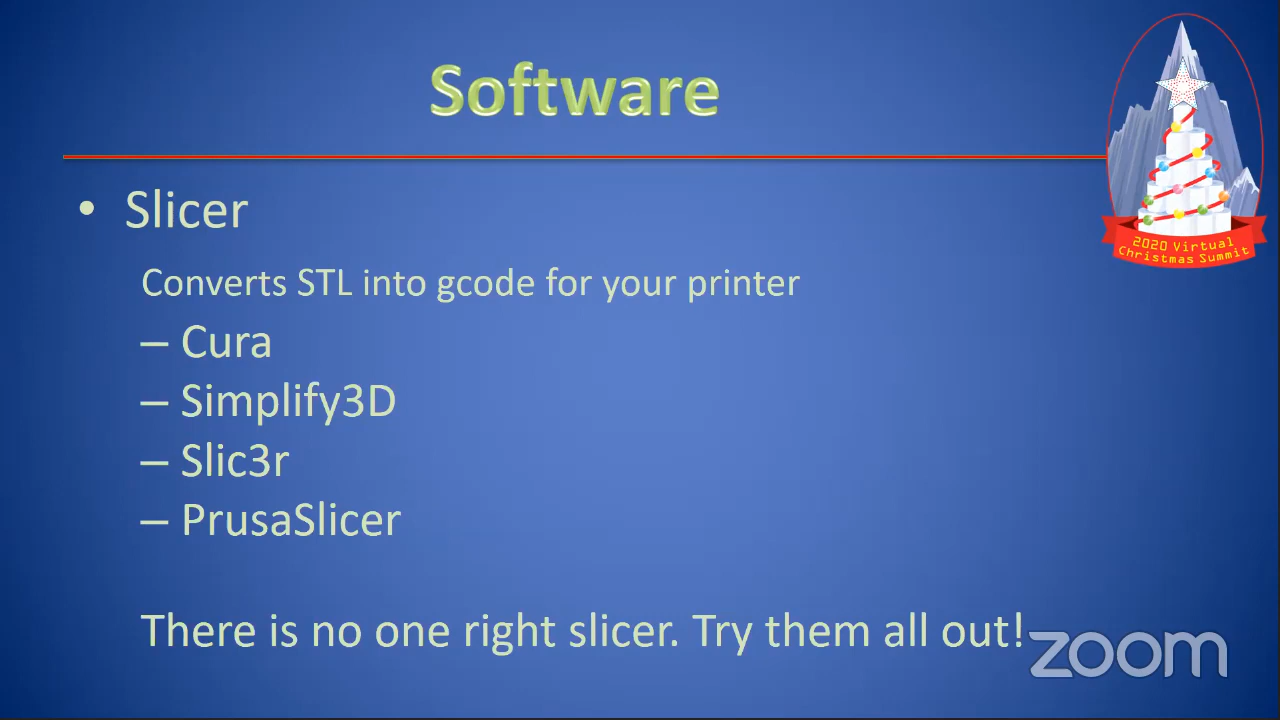 Software
2020 Virtual
Christmas Summit
• Slicer
Converts STL into gcode for your printer
– Cura
– Simplify3D
– Slic3r
– PrusaSlicer
There is no one right slicer. Try them all out!
zoom